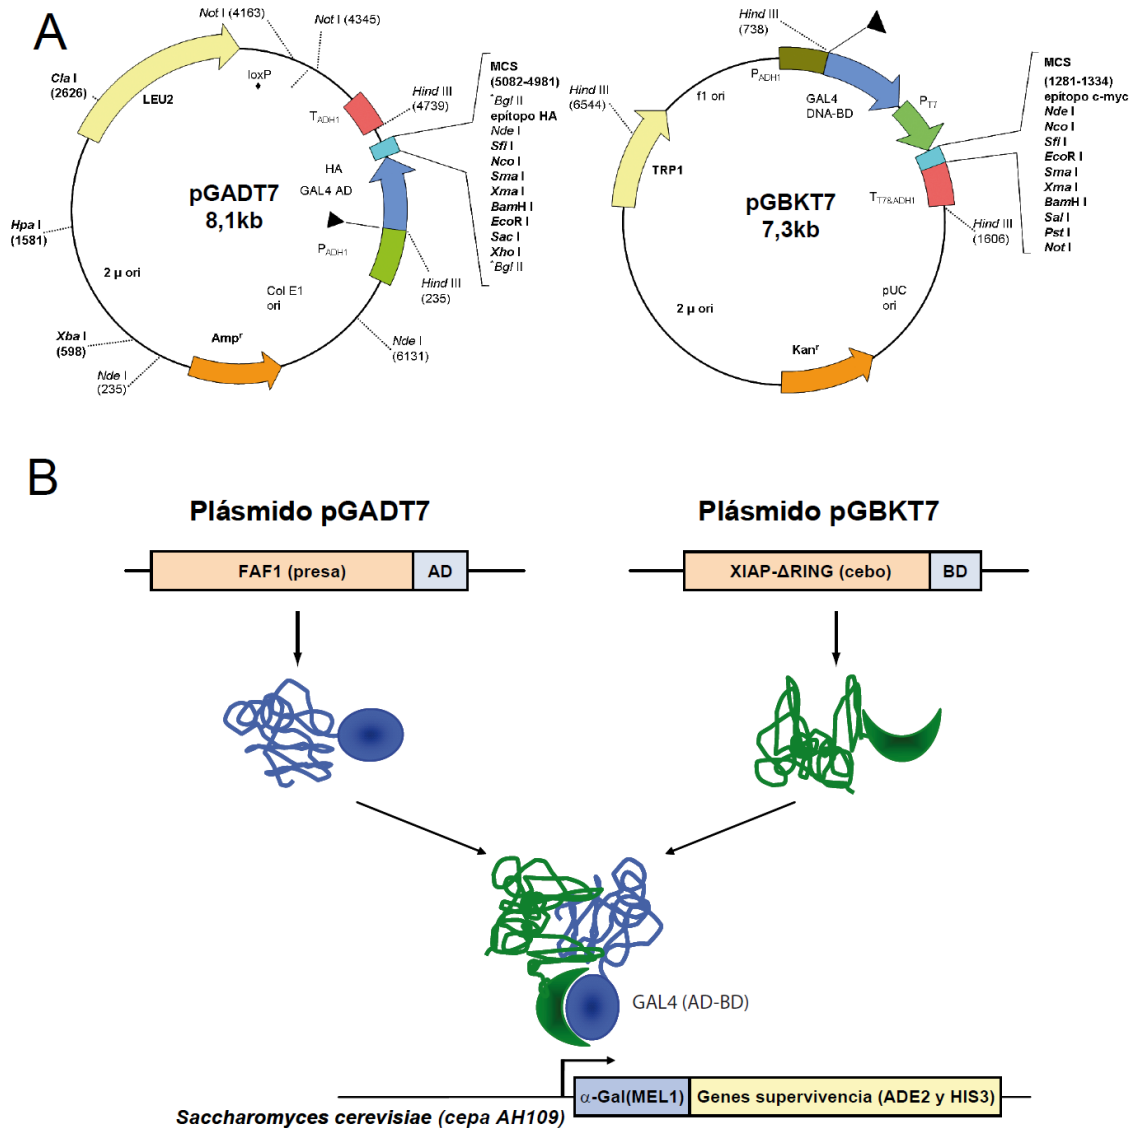 A
Not I (4163)
Not I (4345)
Cla I
(2626)
LEU2
loxP
TADH1
Hind III
(4739)
MCS
(5082-4981)
*Bgl II
epitopo HA
Nde I
Sfi I
Nco I
Sma I
Xma I
BamH I
EcoR I
Sac I
Xho I
*Bgl II
HA
GAL4 AD
pGADT7
8,1kb
PADH1
Hpa I
(1581)
Hind III
(235)
2 µ ori
Col E1
ori
Xba I
(598)
Ampr
Nde I
(235)
Nde I
(6131)
Hind III
(738)
PADH1
Hind III
(6544)
f1 ori
GAL4
DNA-BD
PT7
MCS
(1281-1334)
epitopo c-myc
Nde I
Nco I
Sfi I
EcoR I
Sma I
Xma I
BamH I
Sal I
Pst I
Not I
TRP1
pGBKT7
7,3kb
TT7&ADH1
Hind III
(1606)
2 µ ori
pUC
ori
Kanr
B
Plásmido pGADT7
Plásmido pGBKT7
FAF1 (presa)
AD
XIAP-ΔRING (cebo)
BD
GAL4 (AD-BD)
α-Gal(MEL1)
Genes supervivencia (ADE2 y HIS3)
Saccharomyces cerevisiae (cepa AH109)